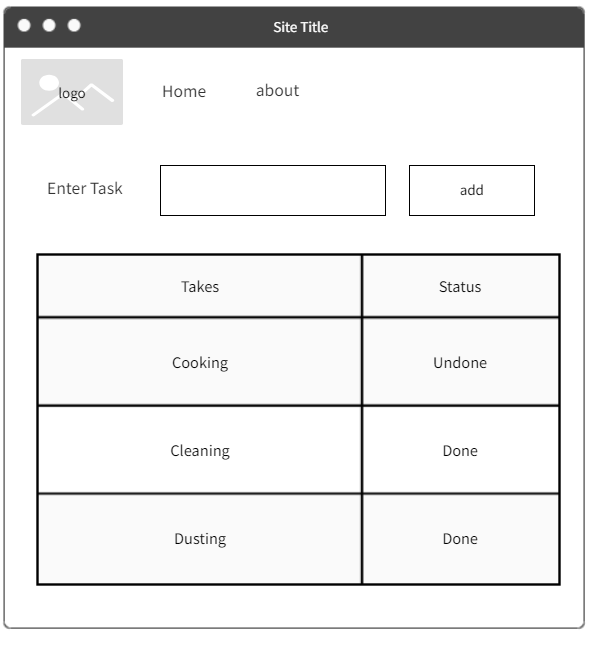 Site Title
logo Home about
Enter Task add
Takes Status
Cooking Undone
Cleaning Done
Dusting Done